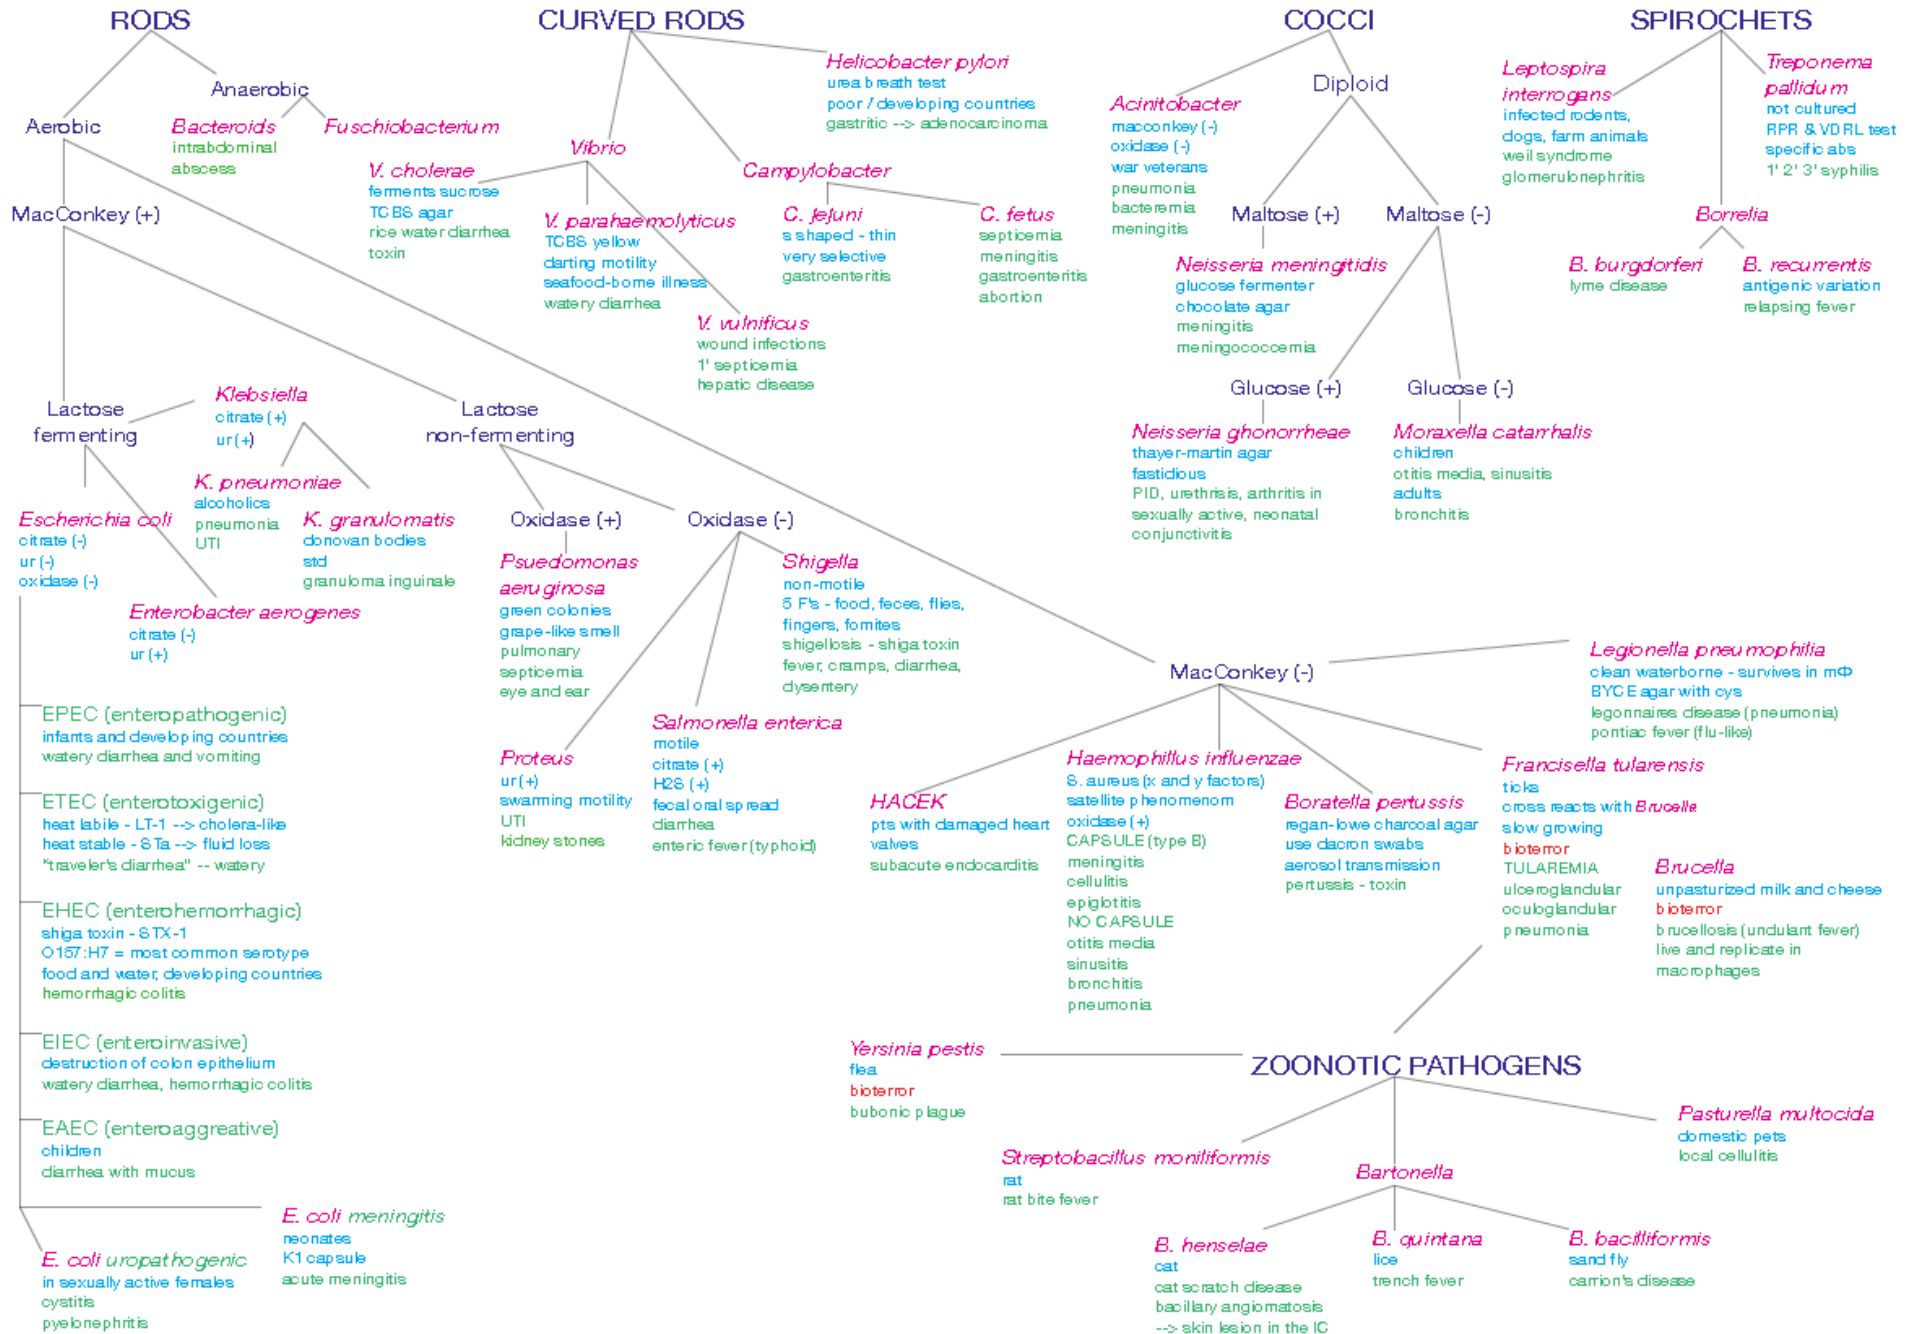 RODS
Anaerobic
Aerobic
Bacteroids
intrabdominal
abscess
Fuschiobacterium
MacConkey (+)
Lactose
fermenting
Klebsiella
citrate (+)
ur (+)
K. pneumoniae
alcoholics
pneumonia
UTI
K. granulomatis
donovan bodies
std
granuloma inguinale
Escherichia coli
citrate (-)
ur (-)
oxidase (-)
Enterobacter aerogenes
citrate (-)
ur (+)
EPEC (enteropathogenic)
infants and developing countries
watery diarrhea and vomiting
ETEC (enterotoxigenic)
heat labile - LT-1 --> cholera-like
heat stable - STa --> fluid loss
"traveler's diarrhea" -- watery
EHEC (enterohemorrhagic)
shiga toxin - STX-1
O157:H7 = most common serotype
food and water, developing countries
hemorrhagic colitis
EIEC (enteroinvasive)
destruction of colon epithelium
watery diarrhea, hemorrhagic colitis
EAEC (enteroaggreative)
children
diarrhea with mucus
E. coli meningitis
neonates
K1 capsule
acute meningitis
E. coli uropathogenic
in sexually active females
cystitis
pyelonephritis
Lactose
non-fermenting
Oxidase (+)
Psuedomonas
aeruginosa
green colonies
grape-like smell
pulmonary
septicemia
eye and ear
Oxidase (-)
Shigella
non-motile
5 F's - food, feces, flies,
fingers, fomites
shigellosis - shiga toxin
fever, cramps, diarrhea,
dysentery
Salmonella enterica
motile
citrate (+)
H2S (+)
fecal oral spread
diarrhea
enteric fever (typhoid)
Proteus
ur (+)
swarming motility
UTI
kidney stones
CURVED RODS
Helicobacter pylori
urea breath test
poor / developing countries
gastritic --> adenocarcinoma
Vibrio
V. cholerae
ferments sucrose
TCBS agar
rice water diarrhea
toxin
V. parahaemolyticus
TCBS yellow
darting motility
seafood-borne illness
watery diarrhea
V. vulnificus
wound infections
1' septicemia
hepatic disease
Campylobacter
C. jejuni
s shaped - thin
very selective
gastroenteritis
C. fetus
septicemia
meningitis
gastroenteritis
abortion
COCCI
Acinitobacter
macconkey (-)
oxidase (-)
war veterans
pneumonia
bacteremia
meningitis
Diploid
Maltose (+)
Neisseria meningitidis
glucose fermenter
chocolate agar
meningitis
meningococcemia
Maltose (-)
Glucose (+)
Neisseria ghonorrheae
thayer-martin agar
fastidious
PID, urethrisis, arthritis in
sexually active, neonatal
conjunctivitis
Glucose (-)
Moraxella catarrhalis
children
otitis media, sinusitis
adults
bronchitis
SPIROCHETS
Leptospira
interrogans
infected rodents,
dogs, farm animals
weil syndrome
glomerulonephritis
Treponema
pallidum
not cultured
RPR & VDRL test
specific abs
1' 2' 3' syphilis
Borrelia
B. burgdorferi
lyme disease
B. recurrentis
antigenic variation
relapsing fever
MacConkey (-)
Legionella pneumophilia
clean waterborne - survives in mΦ
BYCE agar with cys
legonnaires disease (pneumonia)
pontiac fever (flu-like)
HACEK
pts with damaged heart
valves
subacute endocarditis
Haemophillus influenzae
S. aureus (x and y factors)
satellite phenomenom
oxidase (+)
CAPSULE (type B)
meningitis
cellulitis
epiglotitis
NO CAPSULE
otitis media
sinusitis
bronchitis
pneumonia
Boratella pertussis
regan-lowe charcoal agar
use dacron swabs
aerosol transmission
pertussis - toxin
Francisella tularensis
ticks
cross reacts with Brucella
slow growing
bioterror
TULAREMIA
ulceroglandular
oculoglandular
pneumonia
Brucella
unpasturized milk and cheese
bioterror
brucellosis (undulant fever)
live and replicate in
macrophages
ZOONOTIC PATHOGENS
Yersinia pestis
flea
bioterror
bubonic plague
Streptobacillus moniliformis
rat
rat bite fever
Bartonella
B. henselae
cat
cat scratch disease
bacillary angiomatosis
--> skin lesion in the IC
B. quintana
lice
trench fever
B. bacilliformis
sand fly
carrion's disease
Pasturella multocida
domestic pets
local cellulitis